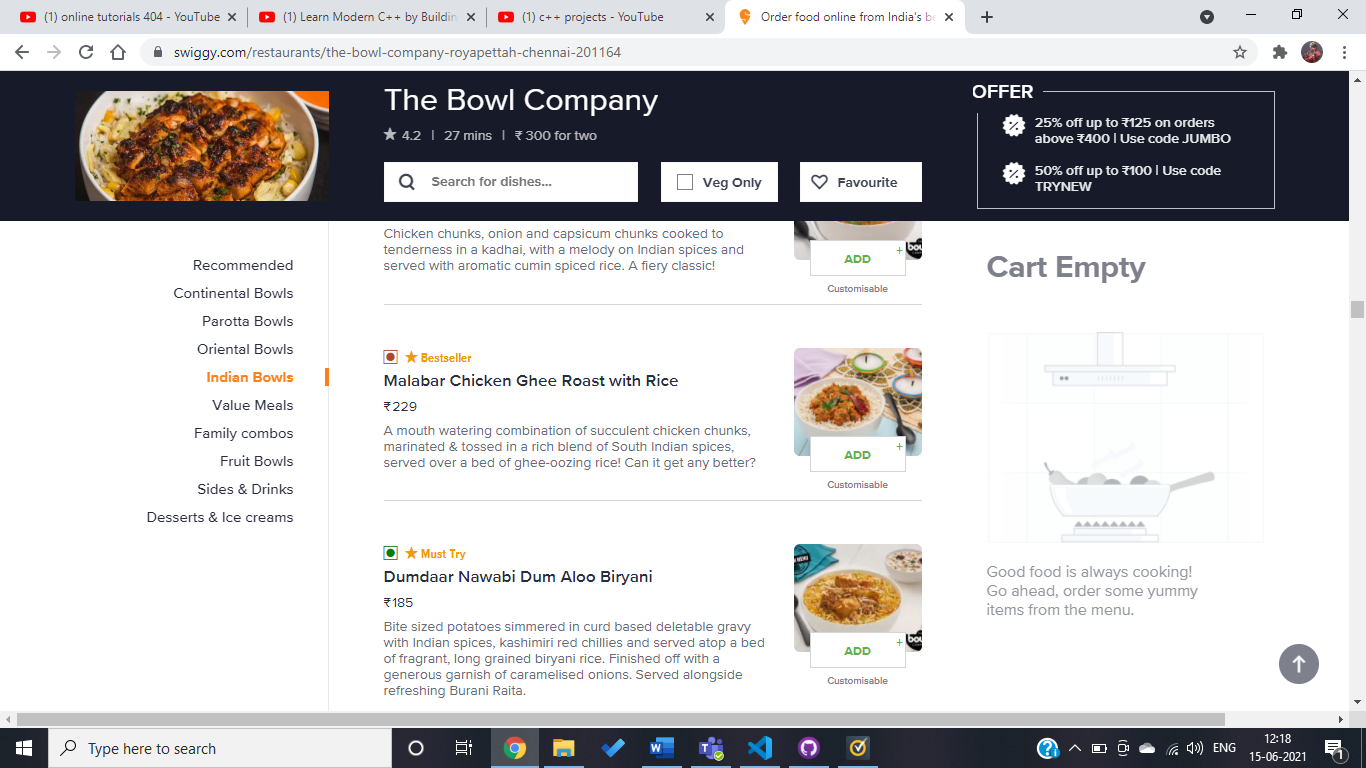 (1) online tutorials 404 - YouTube
(1) Learn Modern C++ by Buildin
(1) c++ projects - YouTube
Order food online from India's be
swiggy.com/restaurants/the-bowl-company-royapettah-chennai-201164
The Bowl Company
4.2 | 27 mins | ₹ 300 for two
Search for dishes...
Veg Only
Favourite
OFFER
25% off up to ₹125 on orders
above ₹400 | Use code JUMBO
50% off up to ₹100 | Use code
TRYNEW
Recommended
Continental Bowls
Parotta Bowls
Oriental Bowls
Indian Bowls
Value Meals
Family combos
Fruit Bowls
Sides & Drinks
Desserts & Ice creams
Chicken chunks, onion and capsicum chunks cooked to
tenderness in a kadhai, with a melody on Indian spices and
served with aromatic cumin spiced rice. A fiery classic!
ADD
+
Customisable
Bestseller
Malabar Chicken Ghee Roast with Rice
₹229
A mouth watering combination of succulent chicken chunks,
marinated & tossed in a rich blend of South Indian spices,
served over a bed of ghee-oozing rice! Can it get any better?
ADD
+
Customisable
Must Try
Dumdaar Nawabi Dum Aloo Biryani
₹185
Bite sized potatoes simmered in curd based deletable gravy
with Indian spices, kashimiri red chillies and served atop a bed
of fragrant, long grained biryani rice. Finished off with a
generous garnish of caramelised onions. Served alongside
refreshing Burani Raita.
ADD
+
Customisable
Cart Empty
Good food is always cooking!
Go ahead, order some yummy
items from the menu.
Type here to search
ENG
12:18
15-06-2021
1